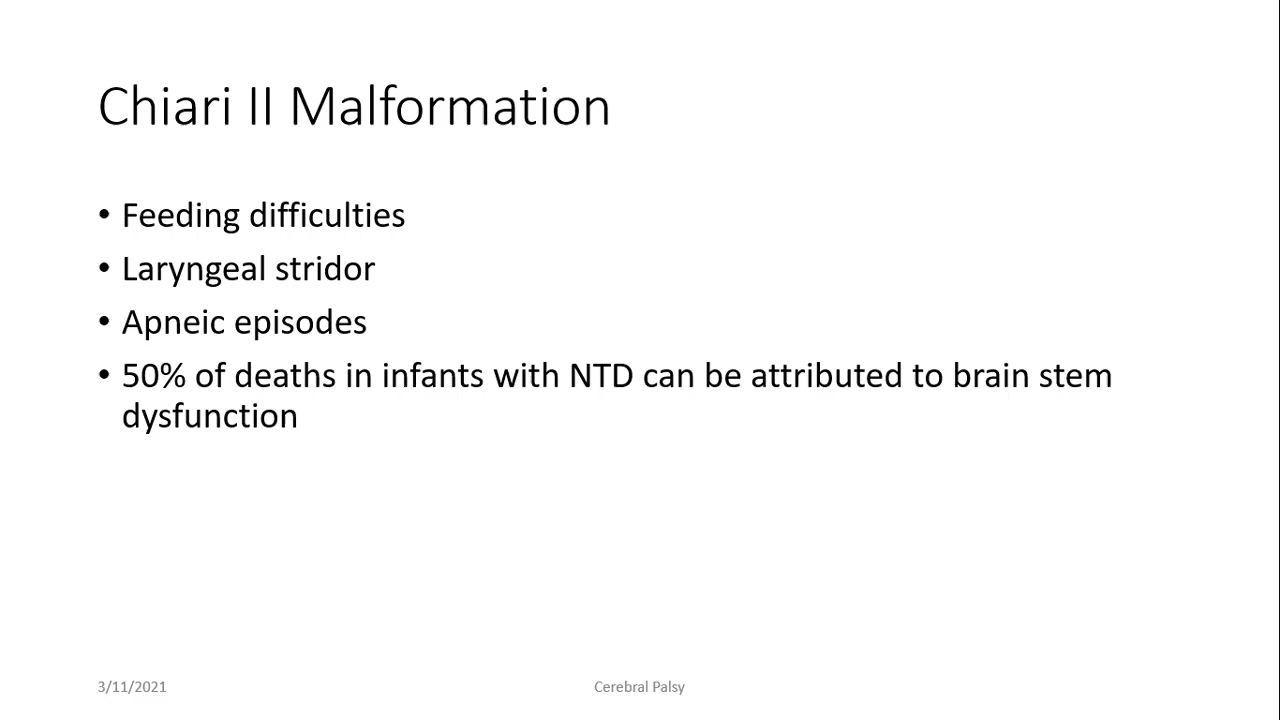 Chiari II Malformation
• Feeding difficulties
• Laryngeal stridor
• Apneic episodes
• 50% of deaths in infants with NTD can be attributed to brain stem
dysfunction
3/11/2021
Cerebral Palsy